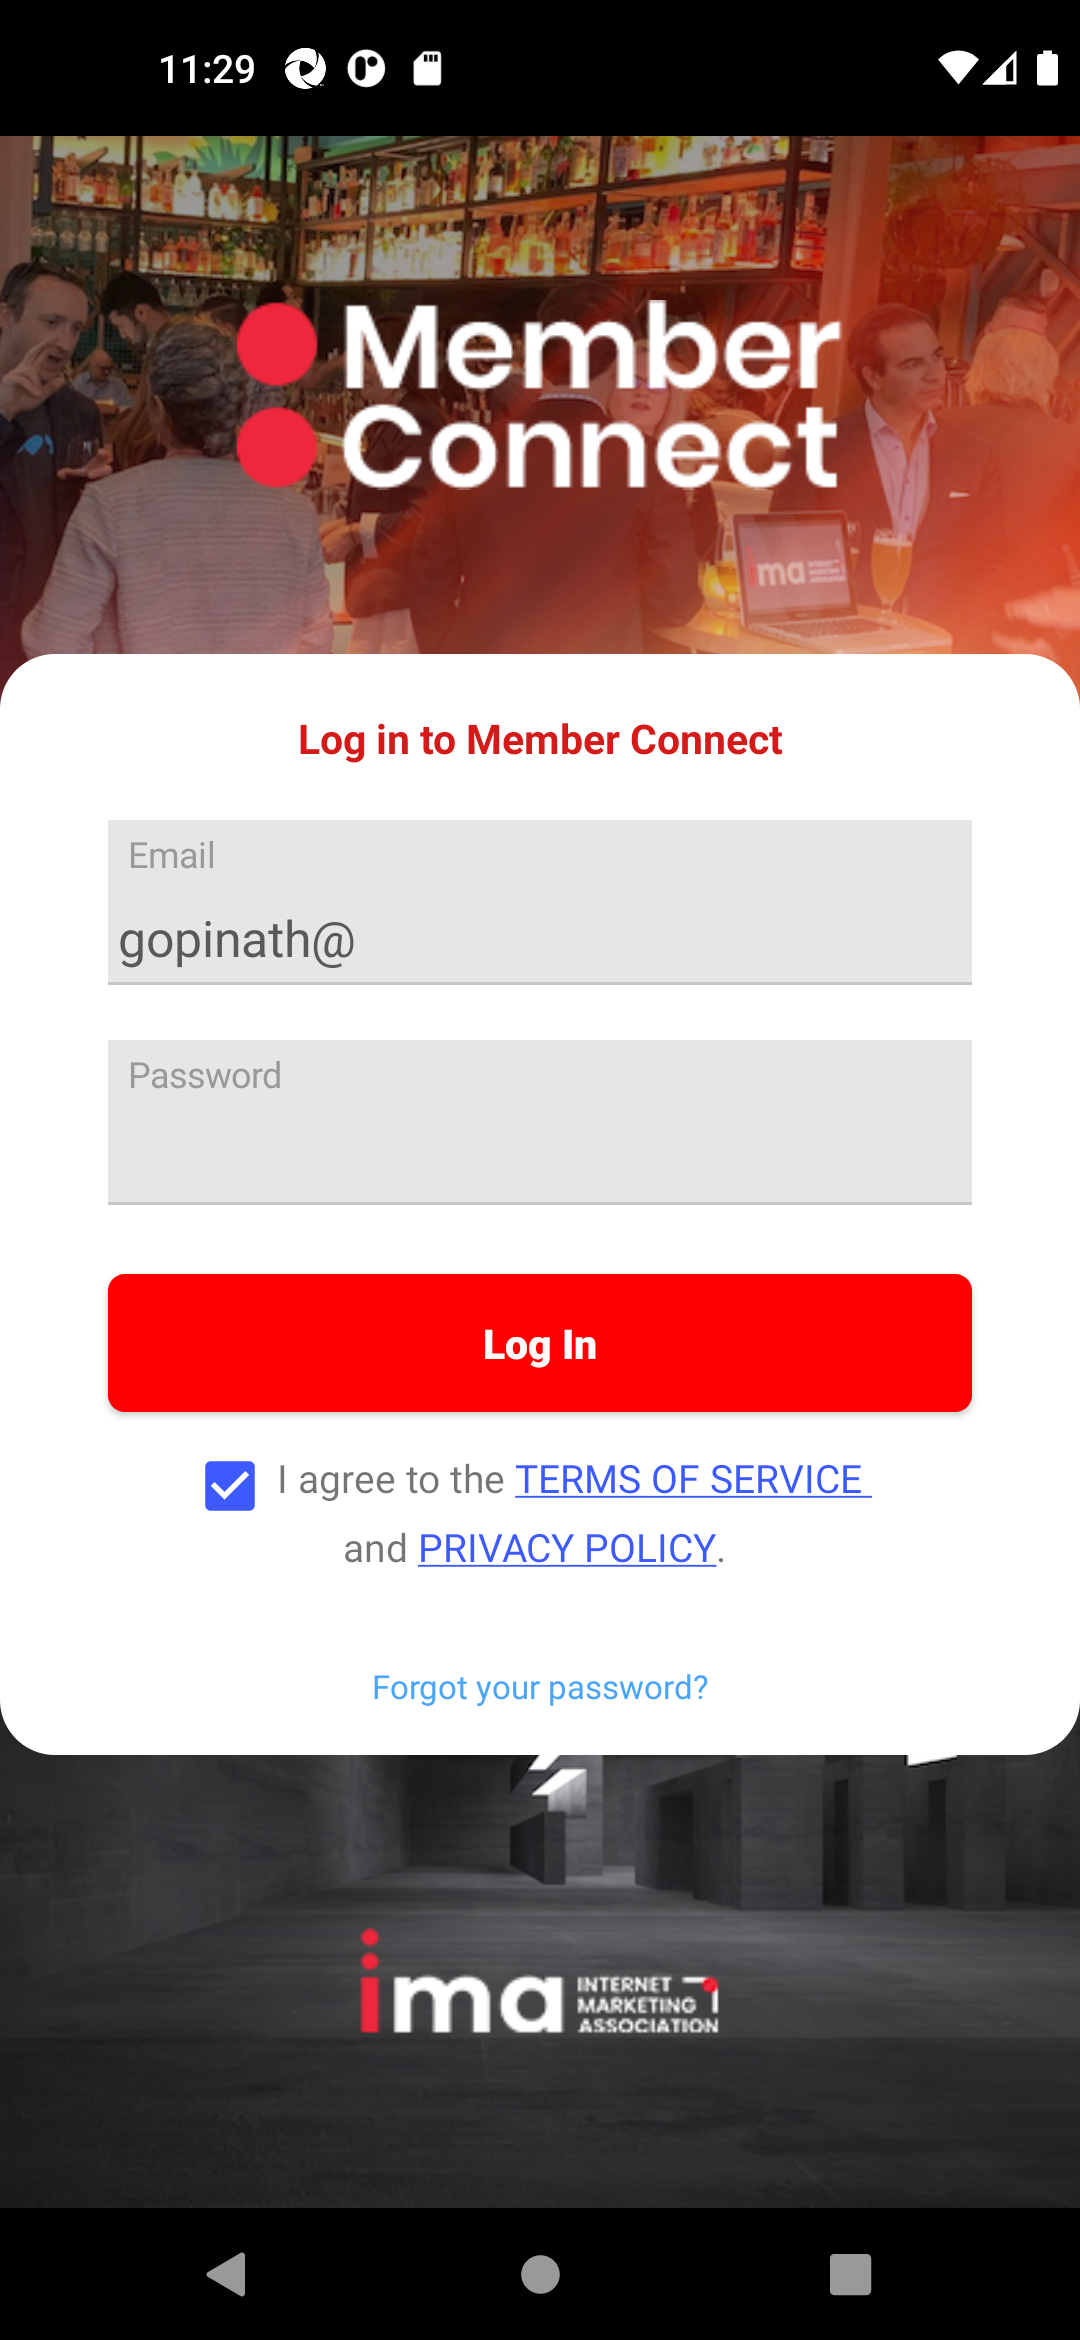 11:29
Member
Connect
ima
Log in to Member Connect
Email
gopinath@
Password
Log In
I agree to the TERMS OF SERVICE
and PRIVACY POLICY.
Forgot your password?
ima INTERNET
MARKETING
ASSOCIATION